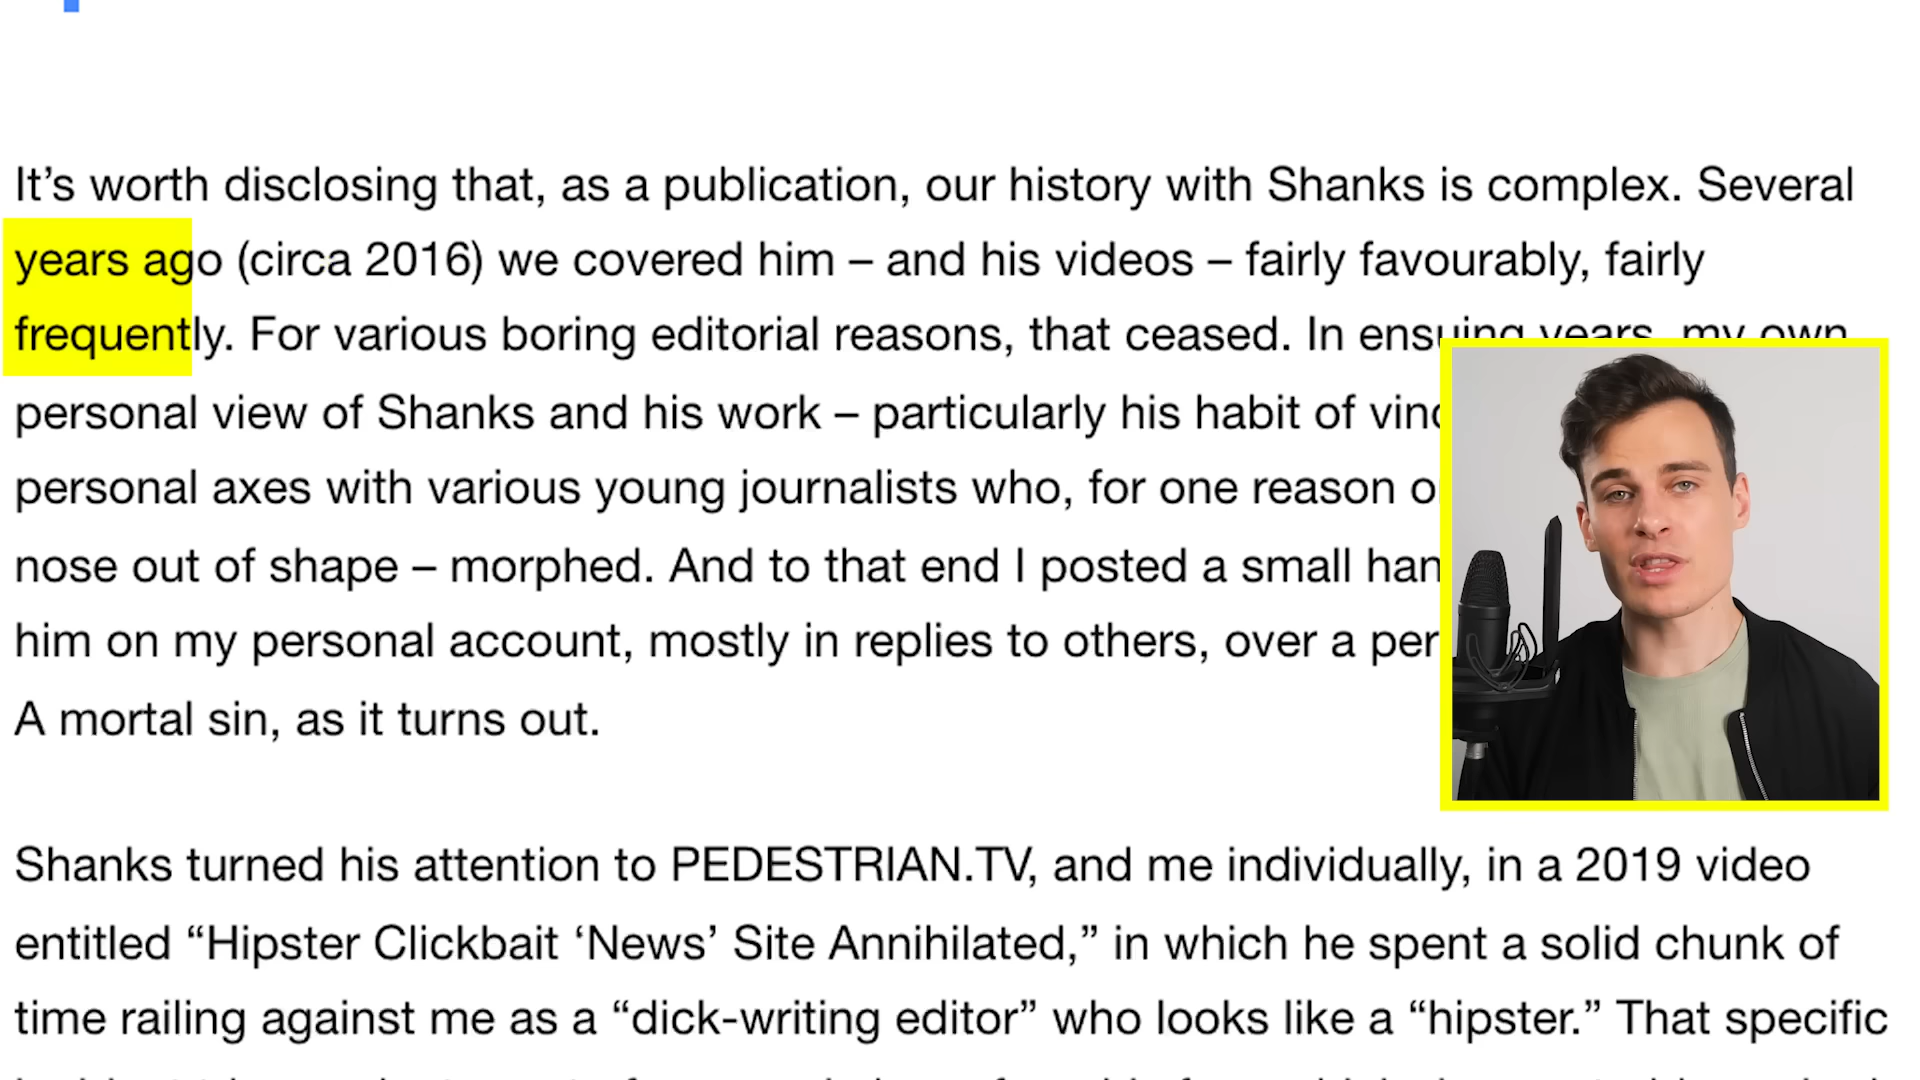 It’s worth disclosing that, as a publication, our history with Shanks is complex. Several
years ago (circa 2016) we covered him – and his videos – fairly favourably, fairly
frequently. For various boring editorial reasons, that ceased. In ensuing years, my own
personal view of Shanks and his work – particularly his habit of
personal axes with various young journalists who, for one reason
nose out of shape – morphed. And to that end I posted a small
him on my personal account, mostly in replies to others, over a
A mortal sin, as it turns out.
Shanks turned his attention to PEDESTRIAN.TV, and me individually, in a 2019 video
entitled “Hipster Clickbait ‘News’ Site Annihilated,” in which he spent a solid chunk of
time railing against me as a “dick-writing editor” who looks like a “hipster.” That specific